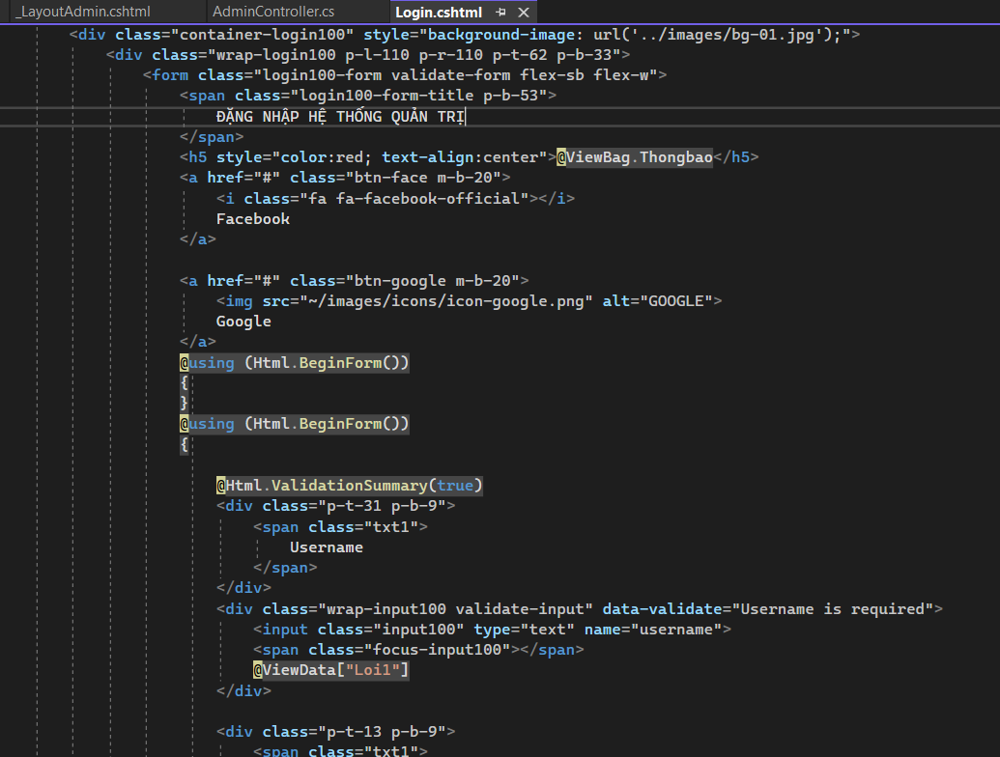 _LayoutAdmin.cshtml AdminController.cs Login.cshtml
<div class="container-login100" style="background-image: url('../images/bg-01.jpg');">
<div class="wrap-login100 p-l-110 p-r-110 p-t-62 p-b-33">
<form class="login100-form validate-form flex-sb flex-w">
<span class="login100-form-title p-b-53">
ĐĂNG NHẬP HỆ THỐNG QUẢN TRỊ
</span>
<h5 style="color:red; text-align:center">@ViewBag.Thongbao</h5>
<a href="#" class="btn-face m-b-20">
<i class="fa fa-facebook-official"></i>
Facebook
</a>
<a href="#" class="btn-google m-b-20">
<img src="~/images/icons/icon-google.png" alt="GOOGLE">
Google
</a>
@using (Html.BeginForm())
{
}
@using (Html.BeginForm())
{
@Html.ValidationSummary(true)
<div class="p-t-31 p-b-9">
<span class="txt1">
Username
</span>
</div>
<div class="wrap-input100 validate-input" data-validate="Username is required">
<input class="input100" type="text" name="username">
<span class="focus-input100"></span>
@ViewData["Loi1"]
</div>
<div class="p-t-13 p-b-9">
<span class="txt1">